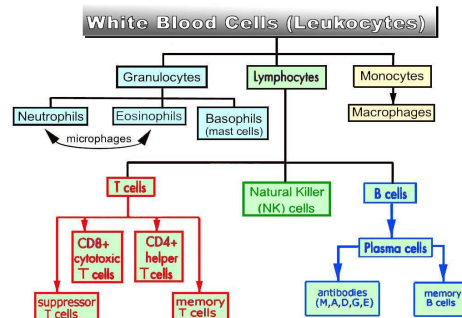 White Blood Cells (Leukocytes)
Granulocytes
Lymphocytes
Monocytes
Neutrophils
Eosinophils
Basophils
(mast cells)
Macrophages
microphages
T cells
Natural Killer
(NK) cells
B cells
CD8+
cytotoxic
T cells
CD4+
helper
T cells
Plasma cells
suppressor
T cells
memory
T cells
antibodies
(M,A,D,G,E)
memory
B cells